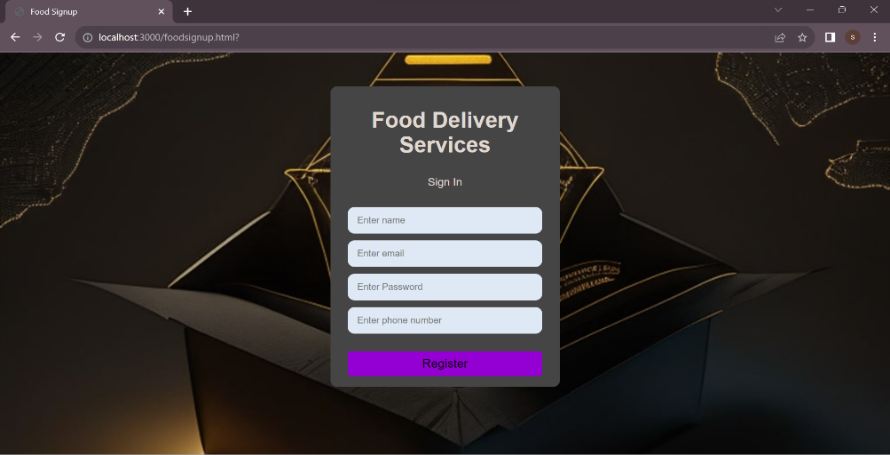 Food Signup
localhost:3000/foodsignup.html?
S
Food Delivery
Services
Sign In
Enter name
Enter email
Enter Password
Enter phone number
Register